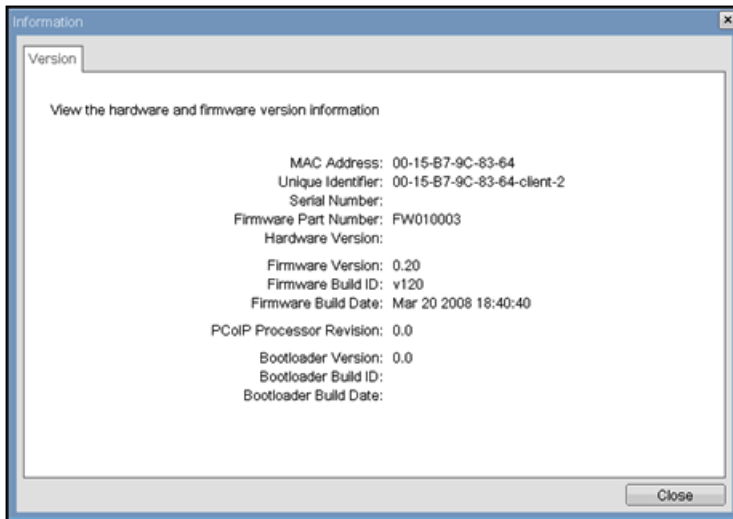 Information
Version
View the hardware and firmware version information
MAC Address: 00-15-B7-9C-83-64
Unique Identifier: 00-15-B7-9C-83-64-client-2
Serial Number:
Firmware Part Number: FW010003
Hardware Version:
Firmware Version: 0.20
Firmware Build ID: v120
Firmware Build Date: Mar 20 2008 18:40:40
PCoIP Processor Revision: 0.0
Bootloader Version: 0.0
Bootloader Build ID:
Bootloader Build Date:
Close